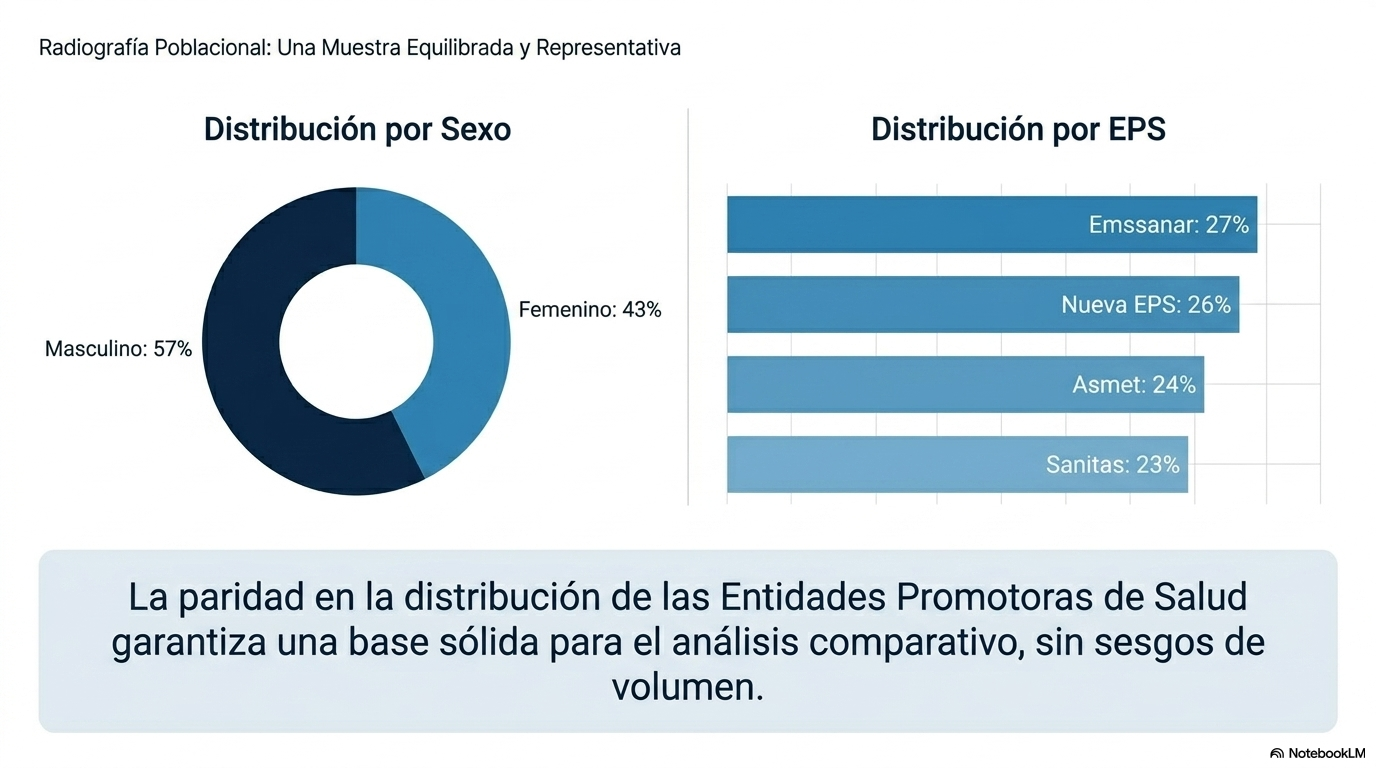 Radiografía Poblacional: Una Muestra Equilibrada y Representativa
Distribución por Sexo
Femenino: 43%
Masculino: 57%
Distribución por EPS
Emssanar: 27%
Nueva EPS: 26%
Asmet: 24%
Sanitas: 23%
La paridad en la distribución de las Entidades Promotoras de Salud
garantiza una base sólida para el análisis comparativo, sin sesgos de
volumen.
NotebookLM